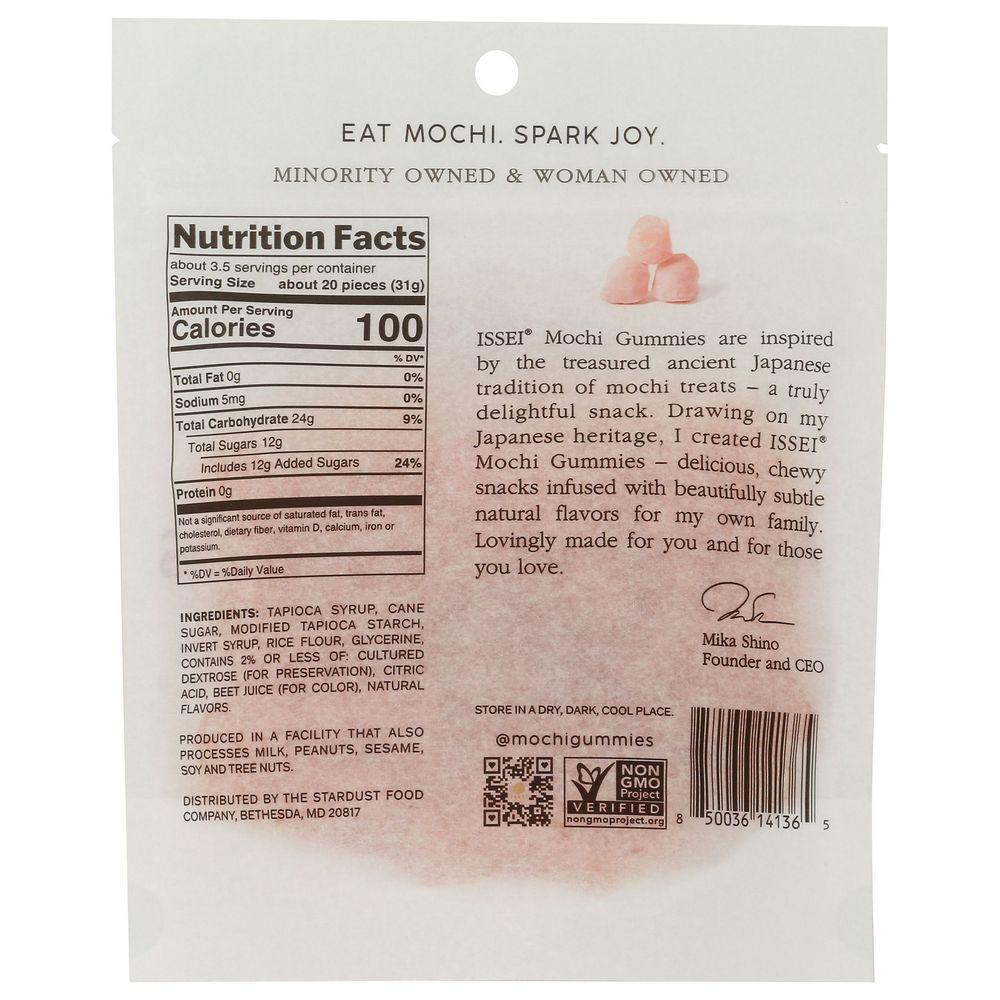 EAT MOCHI. SPARK JOY.
MINORITY OWNED & WOMAN OWNED
Nutrition Facts
about 3.5 servings per container
Serving Size about 20 pieces (31g)
Amount Per Serving
Calories 100
% DV*
Total Fat 0g 0%
Sodium 5mg 0%
Total Carbohydrate 24g 9%
Total Sugars 12g
Includes 12g Added Sugars 24%
Protein 0g
Not a significant source of saturated fat, trans fat,
cholesterol, dietary fiber, vitamin D, calcium, iron or
potassium.
* %DV = %Daily Value
INGREDIENTS: TAPIOCA SYRUP, CANE
SUGAR, MODIFIED TAPIOCA STARCH,
INVERT SYRUP, RICE FLOUR, GLYCERINE,
CONTAINS 2% OR LESS OF: CULTURED
DEXTROSE (FOR PRESERVATION), CITRIC
ACID, BEET JUICE (FOR COLOR), NATURAL
FLAVORS.
PRODUCED IN A FACILITY THAT ALSO
PROCESSES MILK, PEANUTS, SESAME,
SOY AND TREE NUTS.
DISTRIBUTED BY THE STARDUST FOOD
COMPANY, BETHESDA, MD 20817
ISSEI® Mochi Gummies are inspired
by the treasured ancient Japanese
tradition of mochi treats – a truly
delightful snack. Drawing on my
Japanese heritage, I created ISSEI®
Mochi Gummies – delicious, chewy
snacks infused with beautifully subtle
natural flavors for my own family.
Lovingly made for you and for those
you love.
Mika Shino
Founder and CEO
STORE IN A DRY, DARK, COOL PLACE.
@mochigummies
NON
GMO
Project
VERIFIED
nongmoproject.org
8 50036 14136 5